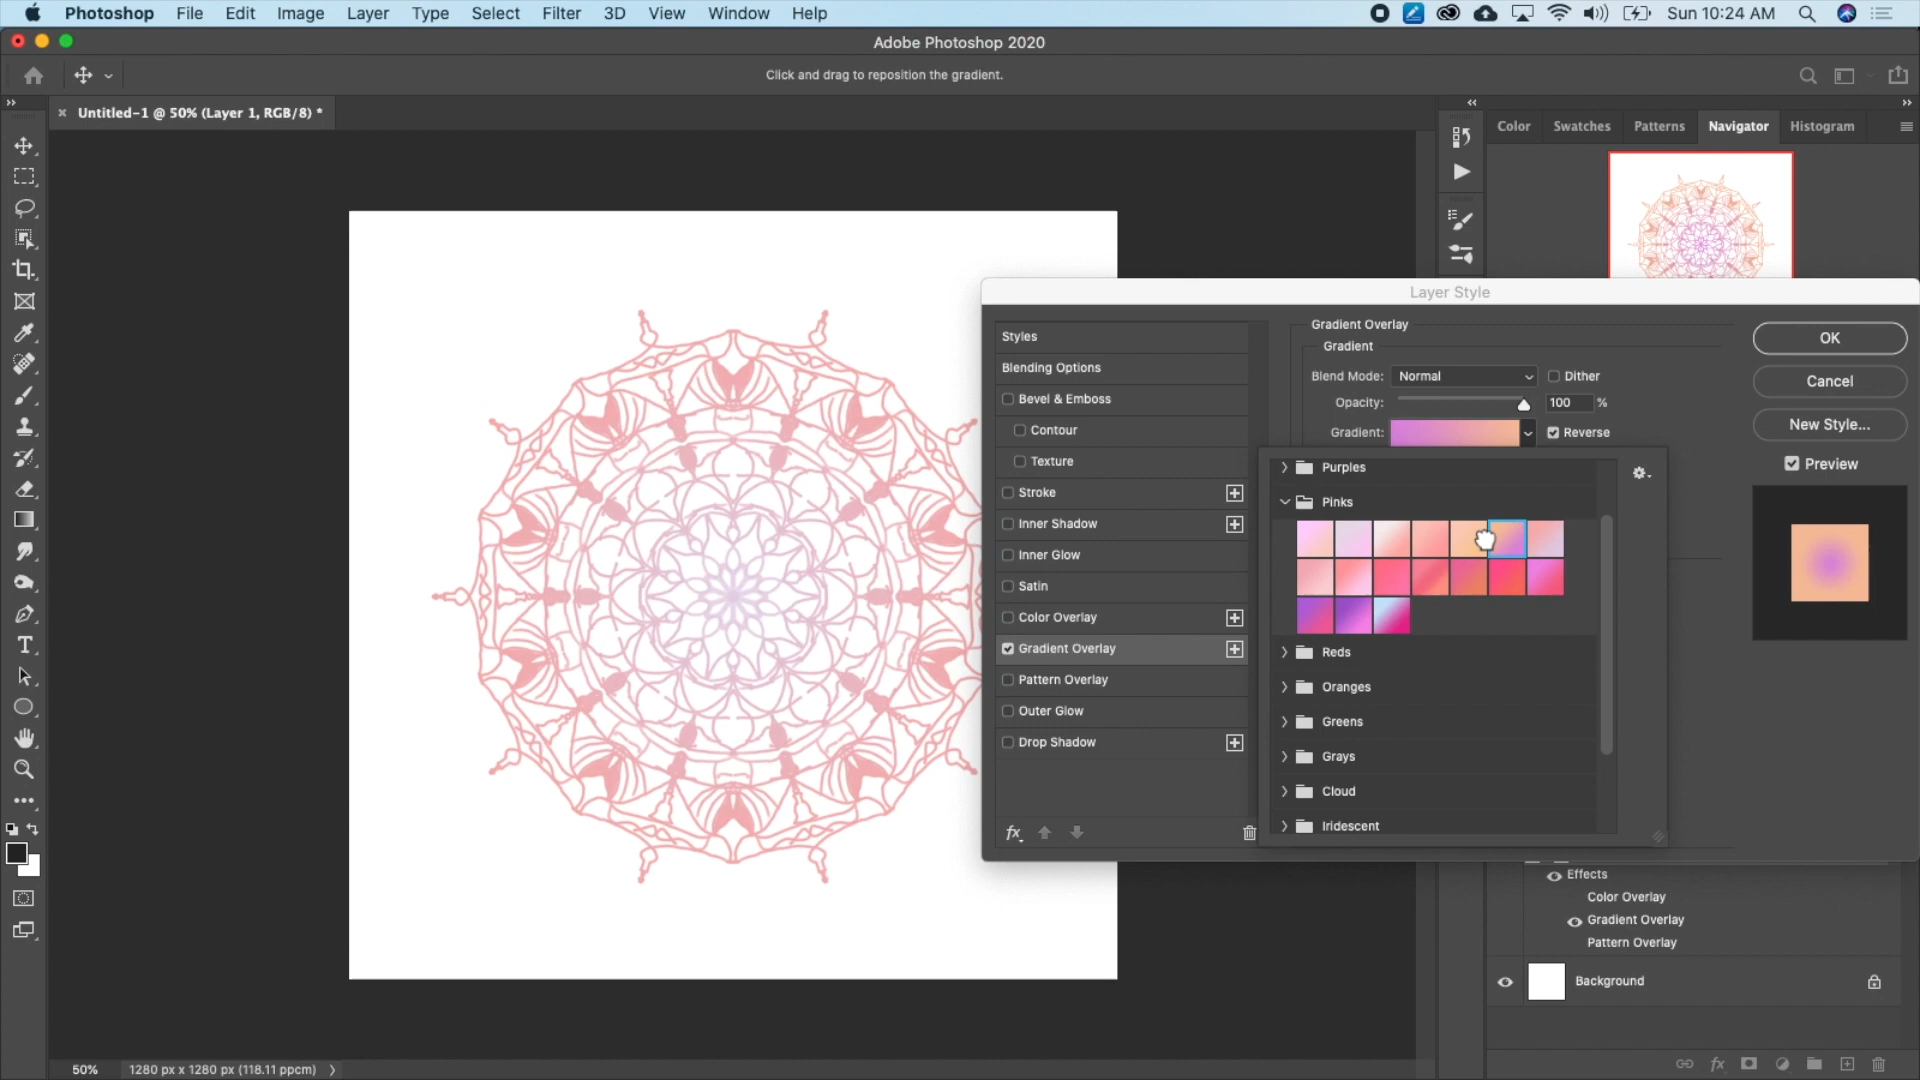 Photoshop File Edit Image Layer Type Select Filter 3D View Window Help Sun 10:24 AM
Adobe Photoshop 2020
Click and drag to reposition the gradient.
Untitled-1 @ 50% (Layer 1, RGB/8) *
Color Swatches Patterns Navigator Histogram
Layer Style
Styles
Blending Options
Bevel & Emboss
Contour
Texture
Stroke
Inner Shadow
Inner Glow
Satin
Color Overlay
Gradient Overlay
Pattern Overlay
Outer Glow
Drop Shadow
fx
Gradient Overlay
Gradient
Blend Mode: Normal Dither
Opacity: 100 %
Gradient: Reverse
Purples
Pinks
Reds
Oranges
Greens
Grays
Cloud
Iridescent
OK
Cancel
New Style...
Preview
Effects
Color Overlay
Gradient Overlay
Pattern Overlay
Background
fx
50% 1280 px x 1280 px (118.11 ppcm)